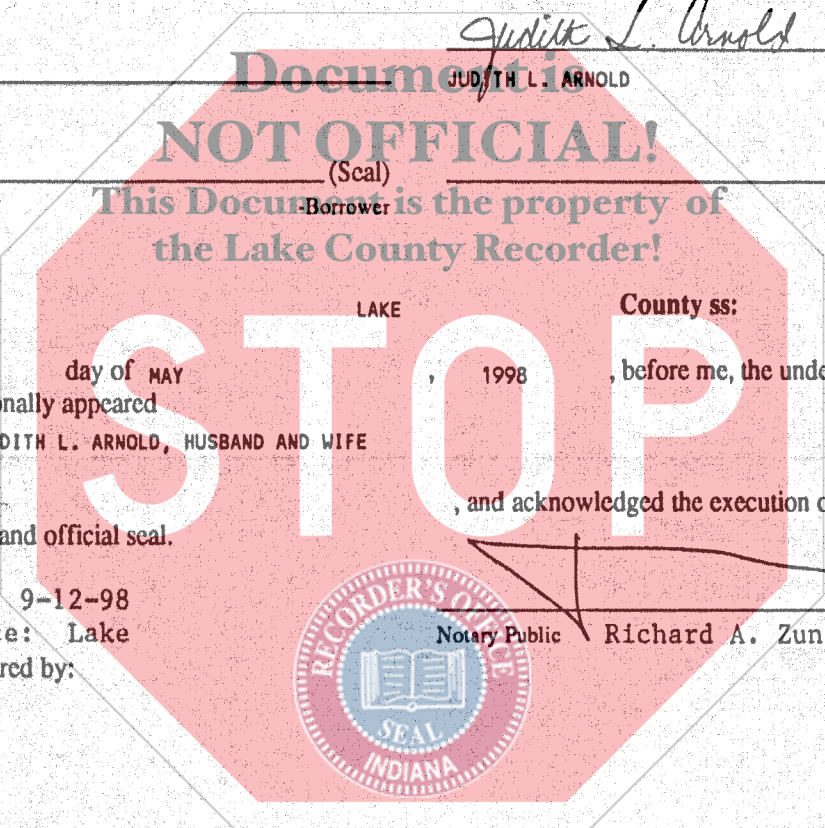 Judith L. Arnold
JUDITH L. ARNOLD
Document is
NOT OFFICIAL!
(Seal)
-Borrower
This Document is the property of
the Lake County Recorder!
LAKE County ss:
day of MAY , 1998 , before me, the unde
onally appeared
DITH L. ARNOLD, HUSBAND AND WIFE
STOP
, and acknowledged the execution o
and official seal.
9-12-98
e: Lake
Notary Public Richard A. Zun
red by:
RECORDER'S OFFICE
SEAL
INDIANA